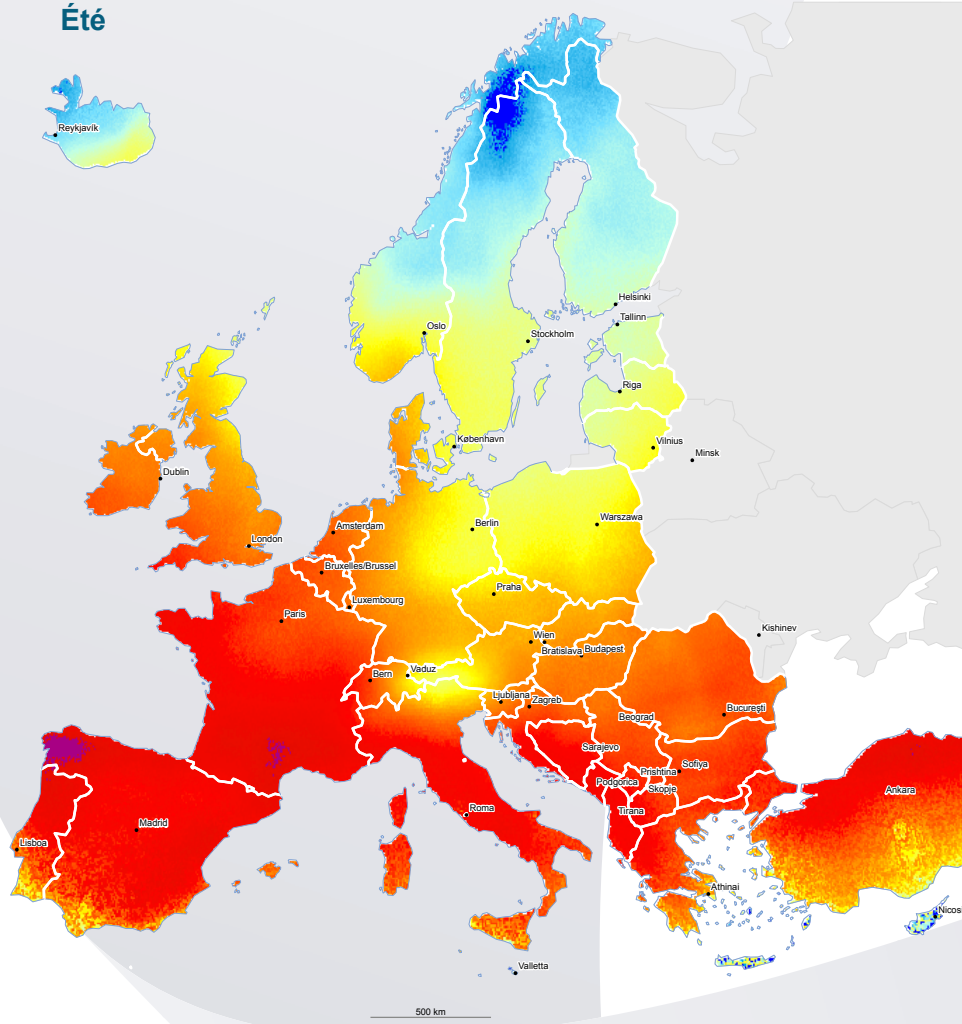 Été
Reykjavík
Helsinki
Tallinn
Oslo
Stockholm
Riga
København
Vilnius
Minsk
Dublin
Warszawa
Berlin
Amsterdam
London
Bruxelles/Brussel
Praha
Luxembourg
Paris
Kishinev
Wien
Bratislava
Budapest
Vaduz
Bern
Ljubljana
Zagreb
Bucureşti
Beograd
Sarajevo
Sofiya
Prishtina
Podgorica
Skopje
Ankara
Roma
Tirana
Madrid
Lisboa
Athinai
Nicosi
Valletta
500 km